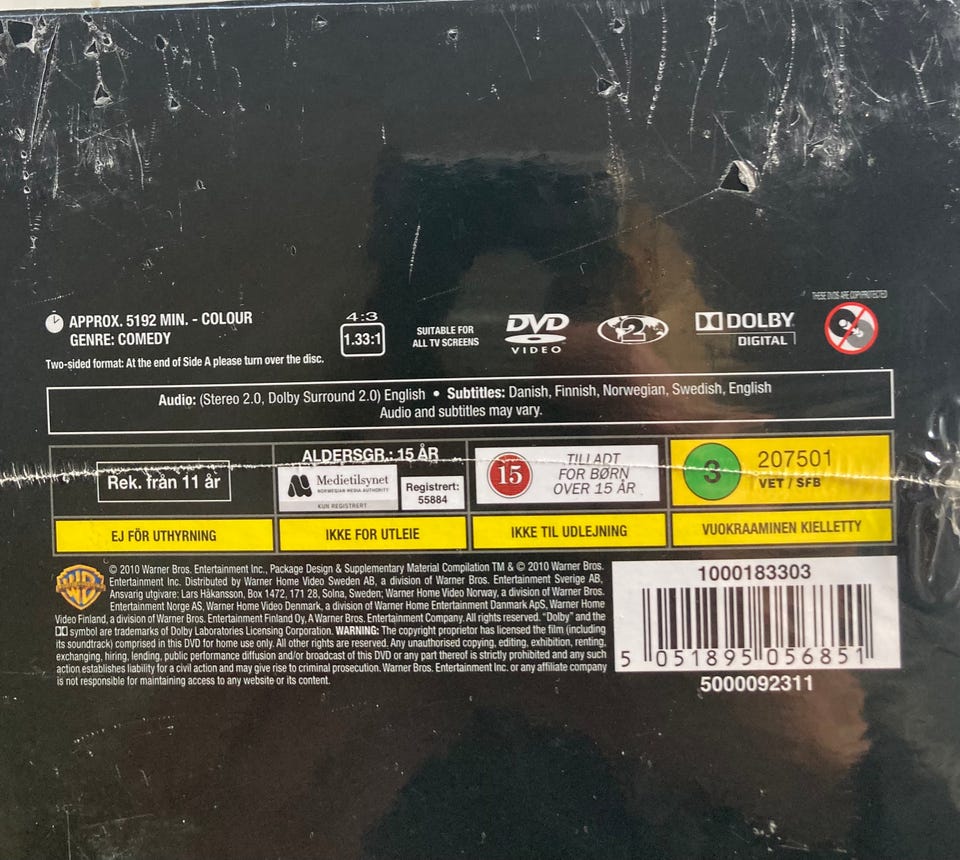 THESE DVDS ARE COPY PROTECTED
APPROX. 5192 MIN. - COLOUR
GENRE: COMEDY
Two-sided format: At the end of Side A please turn over the disc.
4:3
1.33:1
SUITABLE FOR
ALL TV SCREENS
DVD
VIDEO
2
DOLBY
DIGITAL
Audio: (Stereo 2.0, Dolby Surround 2.0) English • Subtitles: Danish, Finnish, Norwegian, Swedish, English
Audio and subtitles may vary.
Rek. från 11 år
ALDERSGR.: 15 ÅR
Medietilsynet
NORWEGIAN MEDIA AUTHORITY
KUN REGISTRERT
Registrert:
55884
15
TILLADT
FOR BØRN
OVER 15 ÅR
S
207501
VET / SFB
EJ FÖR UTHYRNING
IKKE FOR UTLEIE
IKKE TIL UDLEJNING
VUOKRAAMINEN KIELLETTY
WB
© 2010 Warner Bros. Entertainment Inc., Package Design & Supplementary Material Compilation TM & © 2010 Warner Bros.
Entertainment Inc. Distributed by Warner Home Video Sweden AB, a division of Warner Bros. Entertainment Sverige AB,
Ansvarig utgivare: Lars Håkansson, Box 1472, 171 28, Solna, Sweden; Warner Home Video Norway, a division of Warner Bros.
Entertainment Norge AS, Warner Home Video Denmark, a division of Warner Home Entertainment Danmark ApS, Warner Home
Video Finland, a division of Warner Bros. Entertainment Finland Oy, A Warner Bros. Entertainment Company. All rights reserved. "Dolby" and the
symbol are trademarks of Dolby Laboratories Licensing Corporation. WARNING: The copyright proprietor has licensed the film (including
its soundtrack) comprised in this DVD for home use only. All other rights are reserved. Any unauthorised copying, editing, exhibition, renting,
exchanging, hiring, lending, public performance diffusion and/or broadcast of this DVD or any part thereof is strictly prohibited and any such
action establishes liability for a civil action and may give rise to criminal prosecution. Warner Bros. Entertainment Inc. or any affiliate company
is not responsible for maintaining access to any website or its content.
1000183303
5 051895 056851
5000092311